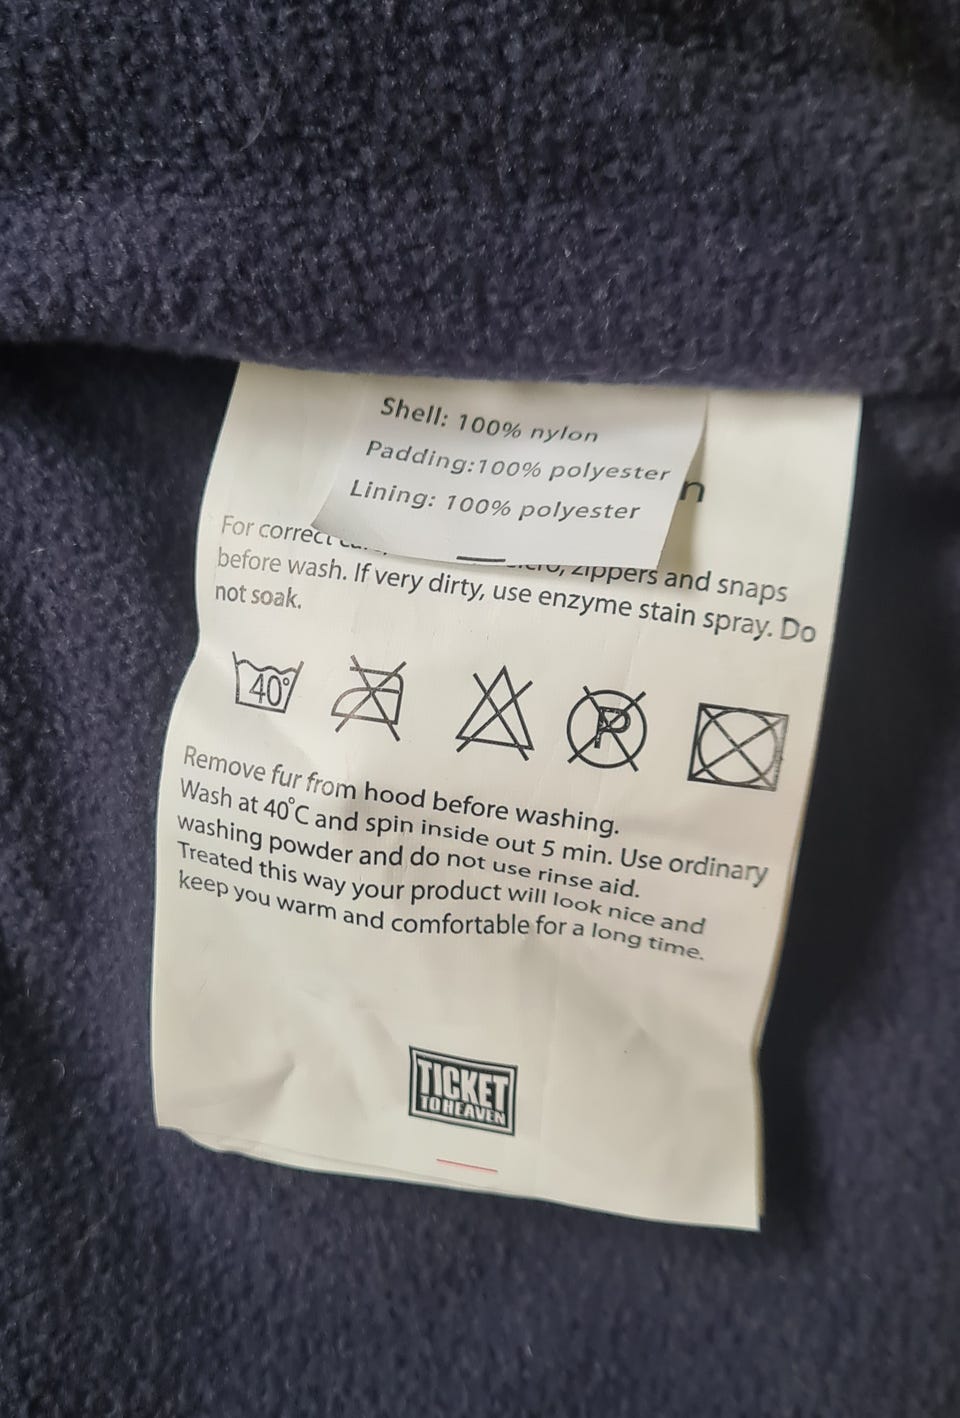 Shell: 100% nylon
Padding:100% polyester
Lining: 100% polyester
n
For correct zippers and snaps
before wash. If very dirty, use enzyme stain spray. Do
not soak.
40°
P
Remove fur from hood before washing.
Wash at 40°C and spin inside out 5 min. Use ordinary
washing powder and do not use rinse aid.
Treated this way your product will look nice and
keep you warm and comfortable for a long time.
TICKET
TO HEAVEN